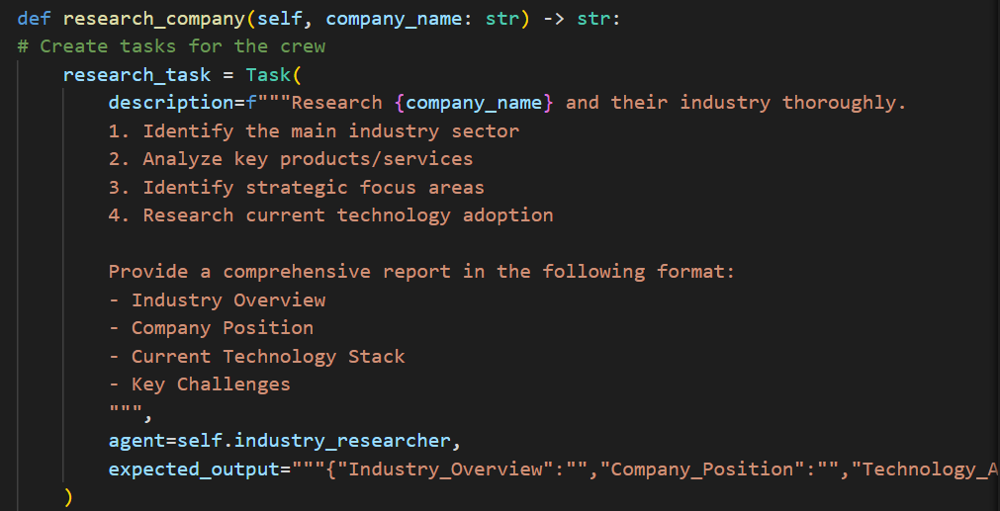 def research_company(self, company_name: str) -> str:
# Create tasks for the crew
research_task = Task(
description=f"""Research {company_name} and their industry thoroughly.
1. Identify the main industry sector
2. Analyze key products/services
3. Identify strategic focus areas
4. Research current technology adoption
Provide a comprehensive report in the following format:
- Industry Overview
- Company Position
- Current Technology Stack
- Key Challenges
""",
agent=self.industry_researcher,
expected_output="""{"Industry_Overview":"","Company_Position":"","Technology_A
)